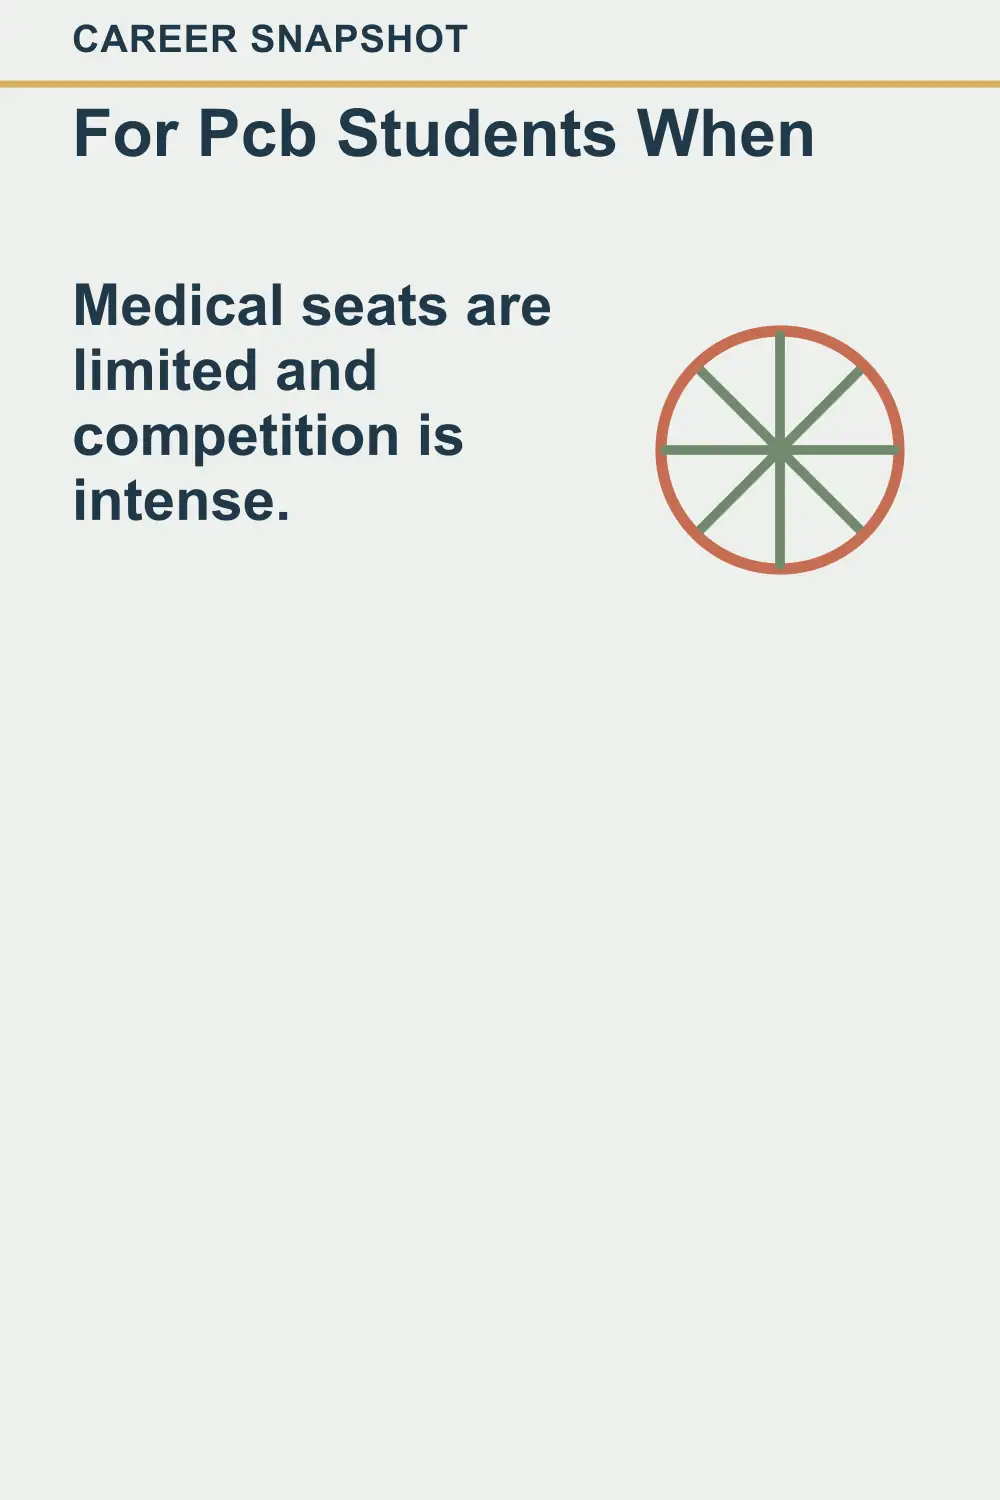 CAREER SNAPSHOT
For Pcb Students When
Medical seats are
limited and
competition is
intense.